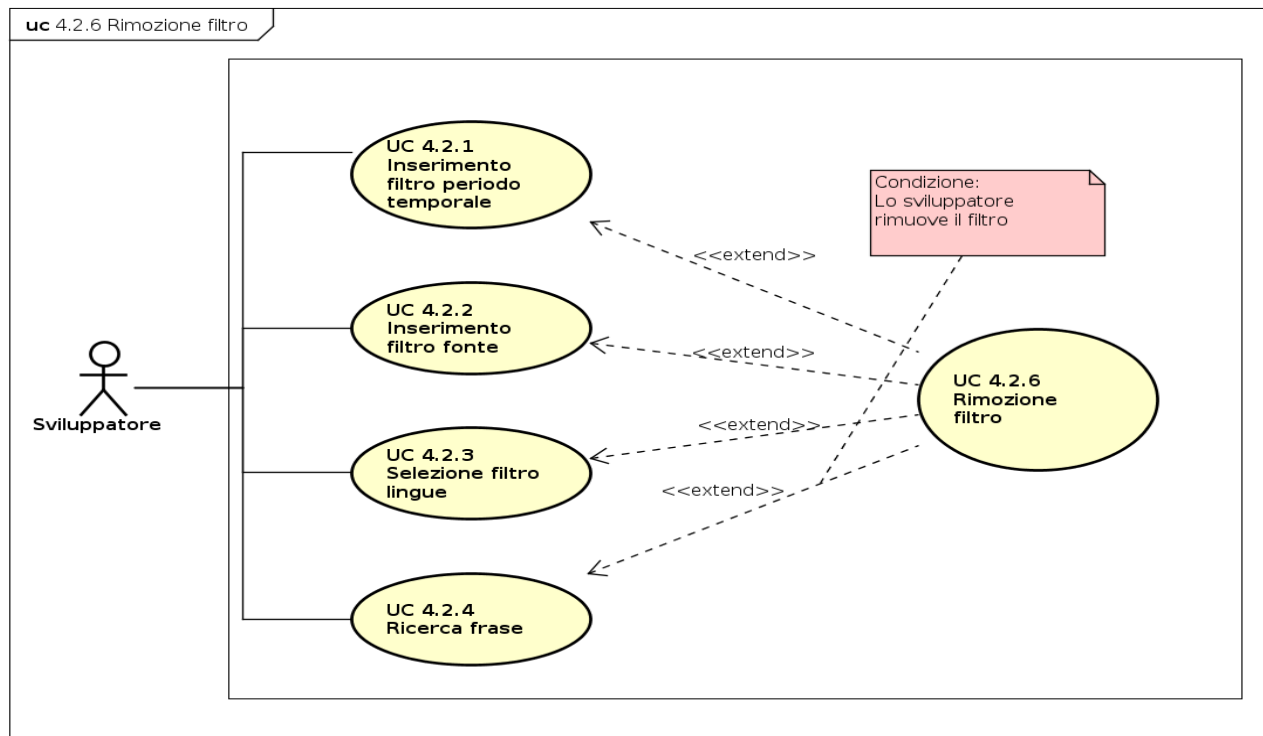 uc 4.2.6 Rimozione filtro
UC 4.2.1
Inserimento
filtro periodo
temporale
Condizione:
Lo sviluppatore
rimuove il filtro
<<extend>>
UC 4.2.2
Inserimento
filtro fonte
<<extend>>
UC 4.2.6
Rimozione
filtro
Sviluppatore
<<extend>>
UC 4.2.3
Selezione filtro
lingue
<<extend>>
UC 4.2.4
Ricerca frase